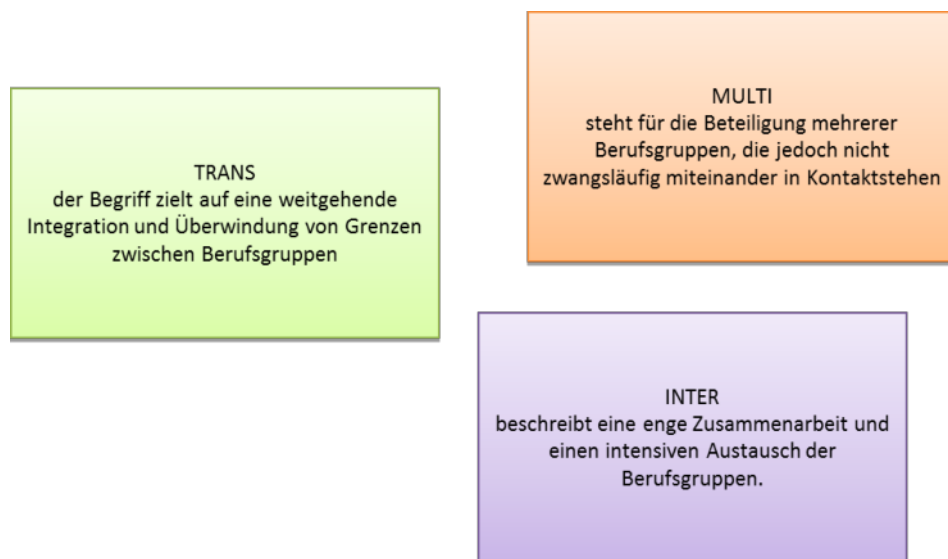 MULTI
steht für die Beteiligung mehrerer
Berufsgruppen, die jedoch nicht
zwangsläufig miteinander in Kontaktstehen
TRANS
der Begriff zielt auf eine weitgehende
Integration und Überwindung von Grenzen
zwischen Berufsgruppen
INTER
beschreibt eine enge Zusammenarbeit und
einen intensiven Austausch der
Berufsgruppen.